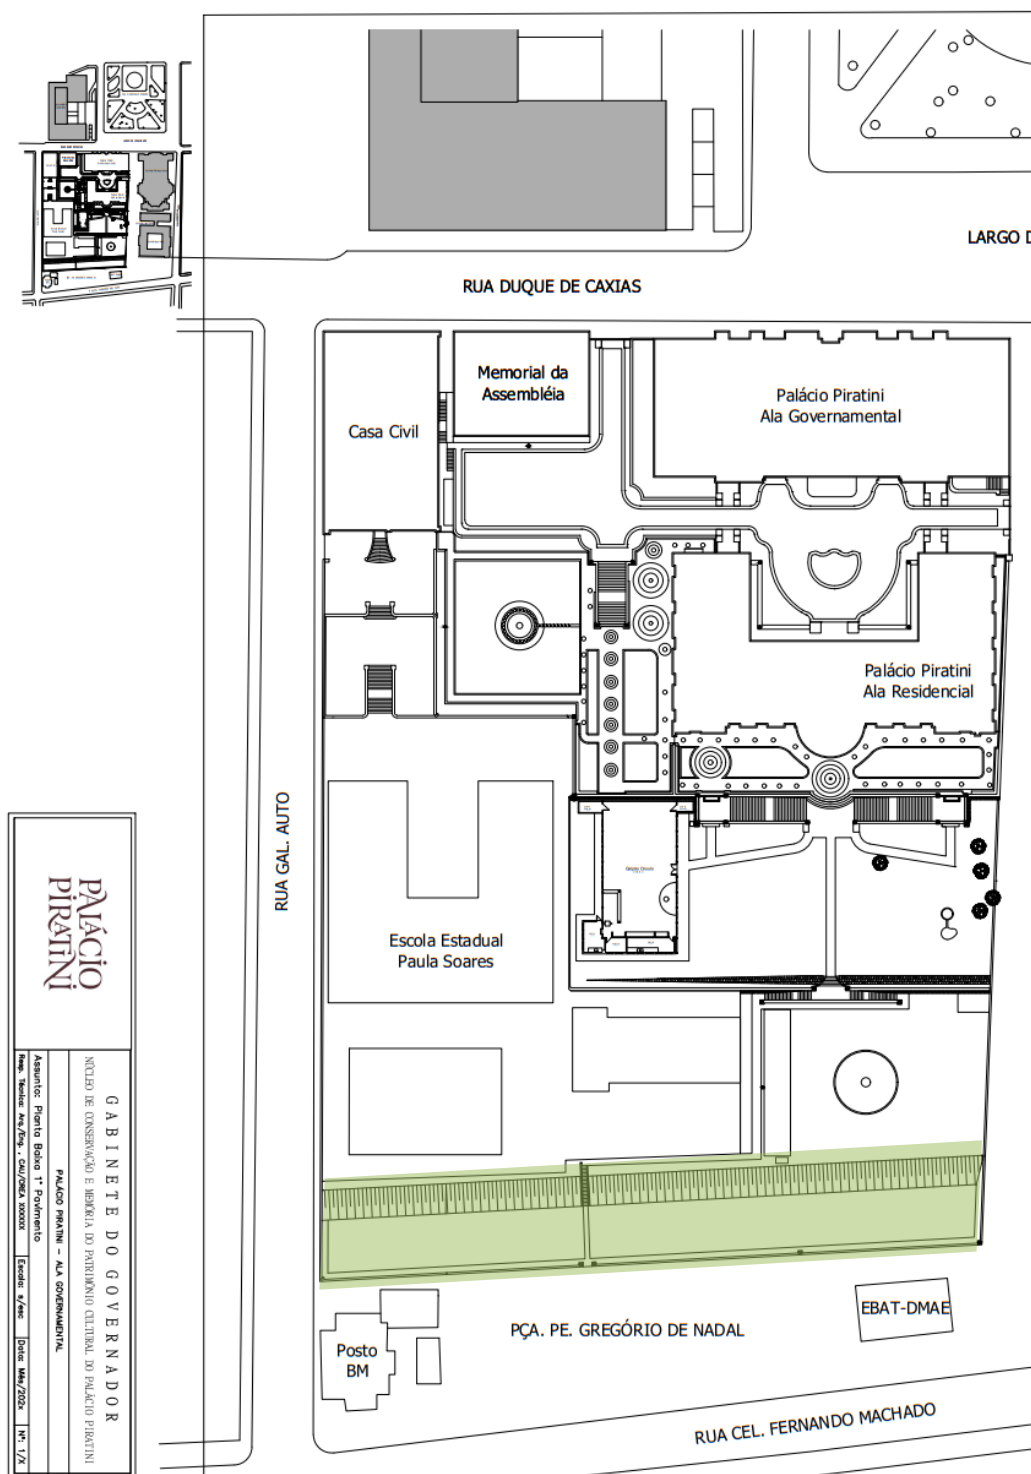 LARGO D
RUA DUQUE DE CAXIAS
Memorial da
Assembléia
Palácio Piratini
Ala Governamental
Casa Civil
Palácio Piratini
Ala Residencial
RUA GAL. AUTO
Escola Estadual
Paula Soares
EBAT-DMAE
PÇA. PE. GREGÓRIO DE NADAL
Posto
BM
RUA CEL. FERNANDO MACHADO
PALÁCIO
PIRATINI
GABINETE DO GOVERNADOR
NÚCLEO DE CONSERVAÇÃO E MEMÓRIA DO PATRIMÔNIO CULTURAL DO PALÁCIO PIRATINI
PALÁCIO PIRATINI - ALA GOVERNAMENTAL
Assunto: Planta Baixa 1º Pavimento
Resp. Técnico: Arq./Eng. , CAU/CREA XXXXX
Escala: s/esc
Data: Mês/202x
Nº: 1/X